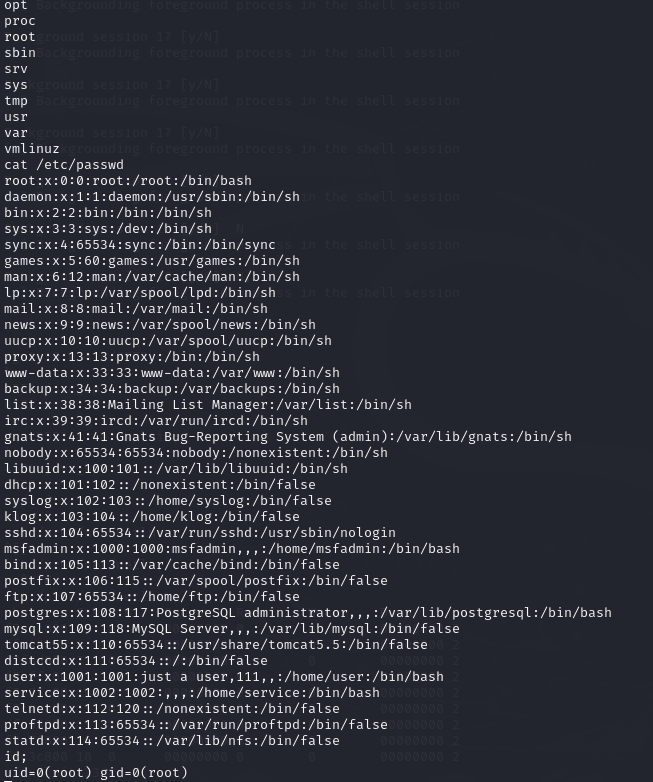 opt
proc
root
sbin
srv
sys
tmp
usr
var
vmlinuz
cat /etc/passwd
root:x:0:0:root:/root:/bin/bash
daemon:x:1:1:daemon:/usr/sbin:/bin/sh
bin:x:2:2:bin:/bin:/bin/sh
sys:x:3:3:sys:/dev:/bin/sh
sync:x:4:65534:sync:/bin:/bin/sync
games:x:5:60:games:/usr/games:/bin/sh
man:x:6:12:man:/var/cache/man:/bin/sh
lp:x:7:7:lp:/var/spool/lpd:/bin/sh
mail:x:8:8:mail:/var/mail:/bin/sh
news:x:9:9:news:/var/spool/news:/bin/sh
uucp:x:10:10:uucp:/var/spool/uucp:/bin/sh
proxy:x:13:13:proxy:/bin:/bin/sh
www-data:x:33:33:www-data:/var/www:/bin/sh
backup:x:34:34:backup:/var/backups:/bin/sh
list:x:38:38:Mailing List Manager:/var/list:/bin/sh
irc:x:39:39:ircd:/var/run/ircd:/bin/sh
gnats:x:41:41:Gnats Bug-Reporting System (admin):/var/lib/gnats:/bin/sh
nobody:x:65534:65534:nobody:/nonexistent:/bin/sh
libuuid:x:100:101::/var/lib/libuuid:/bin/sh
dhcp:x:101:102::/nonexistent:/bin/false
syslog:x:102:103::/home/syslog:/bin/false
klog:x:103:104::/home/klog:/bin/false
sshd:x:104:65534::/var/run/sshd:/usr/sbin/nologin
msfadmin:x:1000:1000:msfadmin,,,:/home/msfadmin:/bin/bash
bind:x:105:113::/var/cache/bind:/bin/false
postfix:x:106:115::/var/spool/postfix:/bin/false
ftp:x:107:65534::/home/ftp:/bin/false
postgres:x:108:117:PostgreSQL administrator,,,:/var/lib/postgresql:/bin/bash
mysql:x:109:118:MySQL Server,,,:/var/lib/mysql:/bin/false
tomcat55:x:110:65534::/usr/share/tomcat5.5:/bin/false
distccd:x:111:65534::/:/bin/false
user:x:1001:1001:just a user,111,,:/home/user:/bin/bash
service:x:1002:1002:,,,:/home/service:/bin/bash
telnetd:x:112:120::/nonexistent:/bin/false
proftpd:x:113:65534::/var/run/proftpd:/bin/false
statd:x:114:65534::/var/lib/nfs:/bin/false
id;
uid=0(root) gid=0(root)